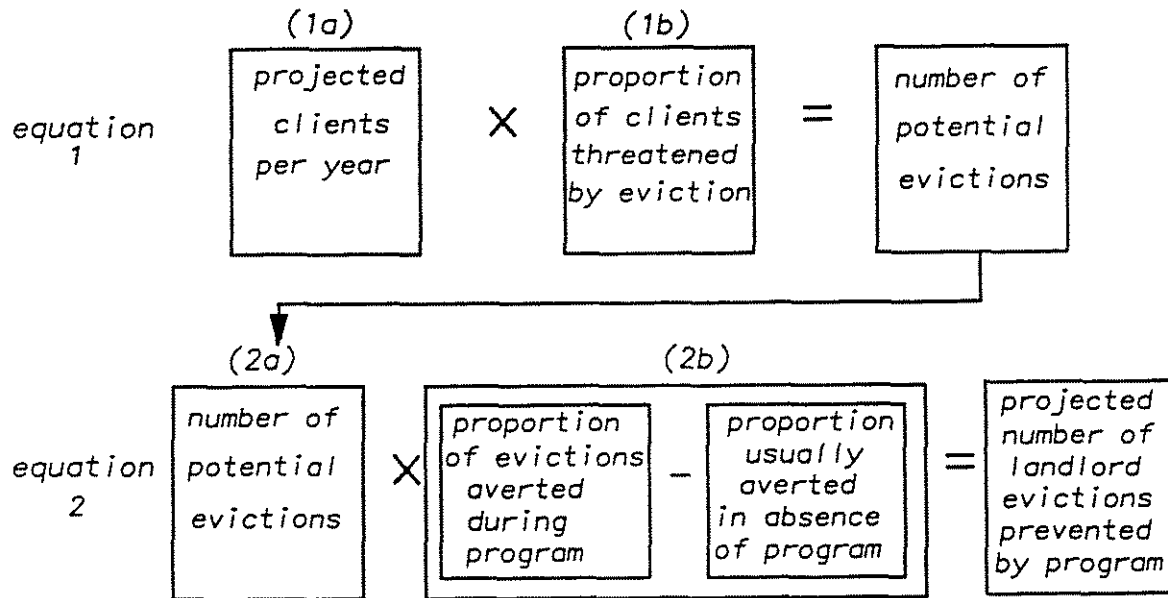 (1a)
(1b)
equation
1
projected
clients
per year
×
proportion
of clients
threatened
by eviction
=
number of
potential
evictions
(2a)
(2b)
equation
2
number of
potential
evictions
×
proportion
of evictions
averted
during
program
-
proportion
usually
averted
in absence
of program
=
projected
number of
landlord
evictions
prevented
by program